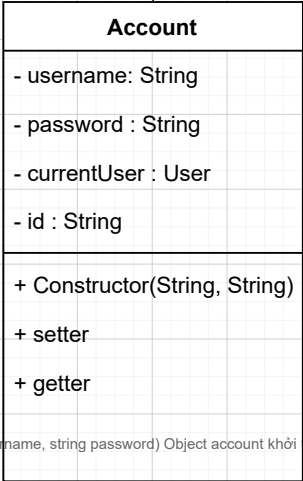 Account
- username: String
- password : String
- currentUser : User
- id : String
+ Constructor(String, String)
+ setter
+ getter
string password) Object account khởi